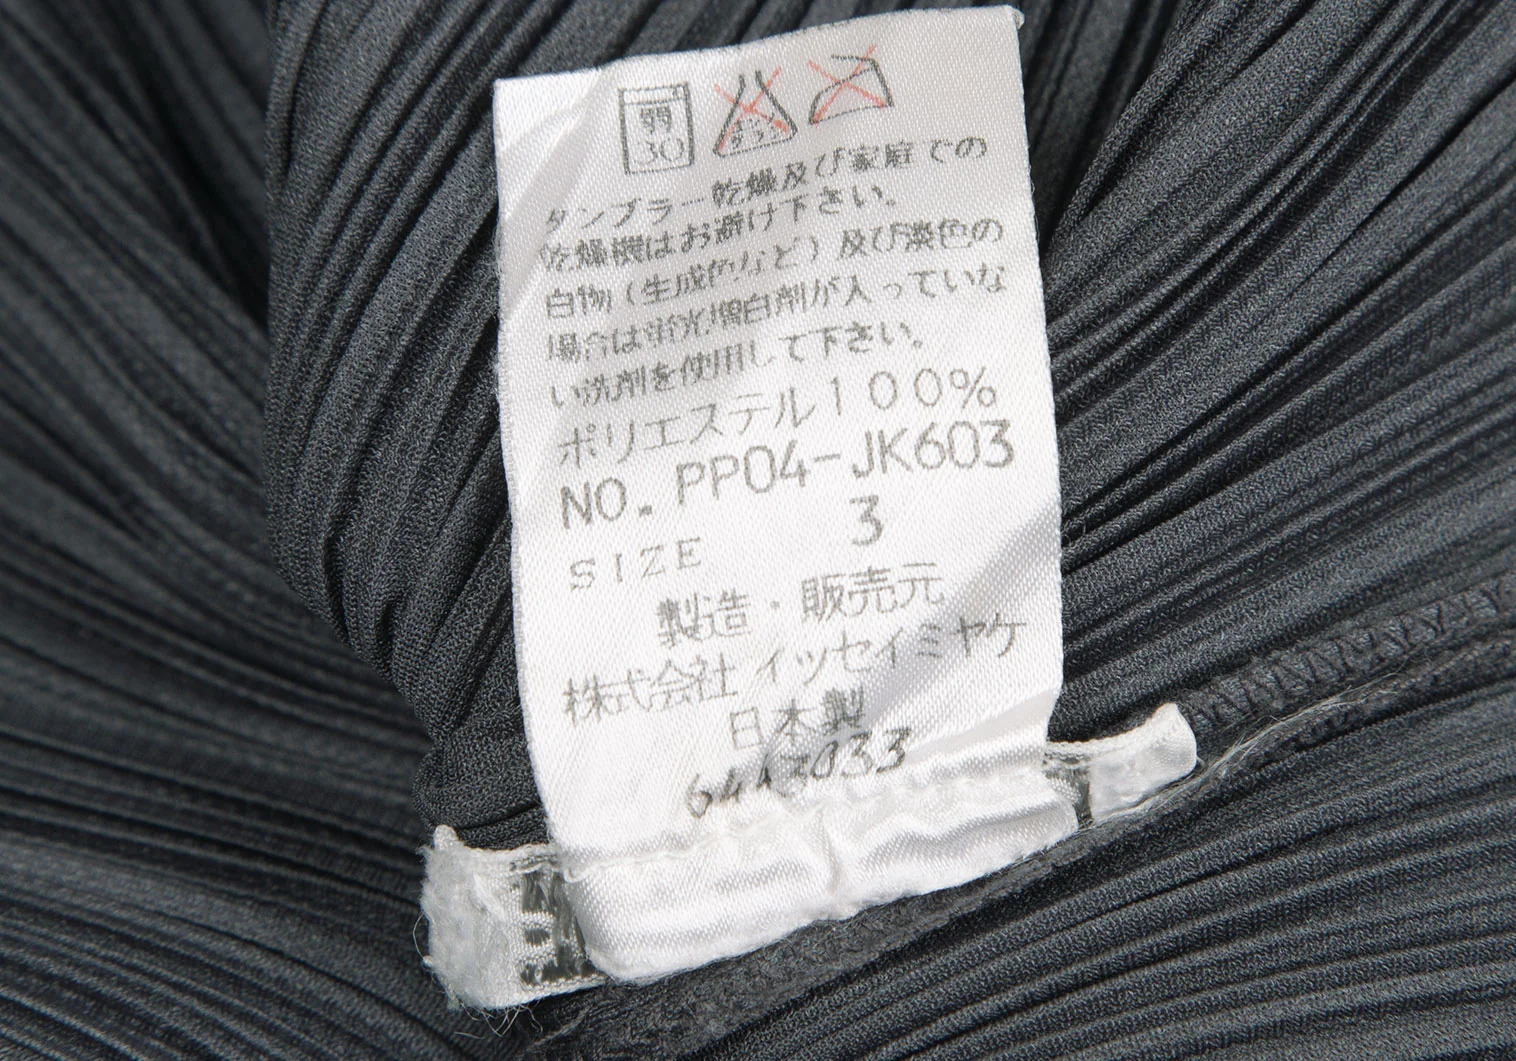 弱
30
エンソ
サラシ
タンブラー乾燥及び家庭での
乾燥機はお避け下さい。
白物(生成色など)及び淡色の
場合は蛍光増白剤が入っていな
い洗剤を使用して下さい。
ポリエステル100%
NO. PP04-JK603
SIZE 3
製造・販売元
株式会社 イッセイミヤケ
日本製